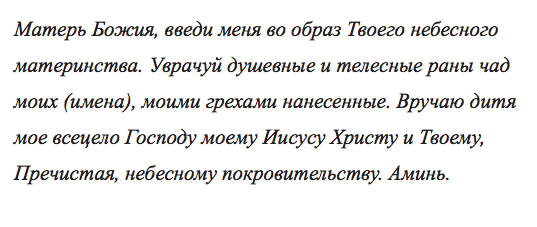 Матерь Божия, введи меня во образ Твоего небесного
материнства. Уврачуй душевные и телесные раны чад
моих (имена), моими грехами нанесенные. Вручаю дитя
мое всецело Господу моему Иисусу Христу и Твоему,
Пречистая, небесному покровительству. Аминь.